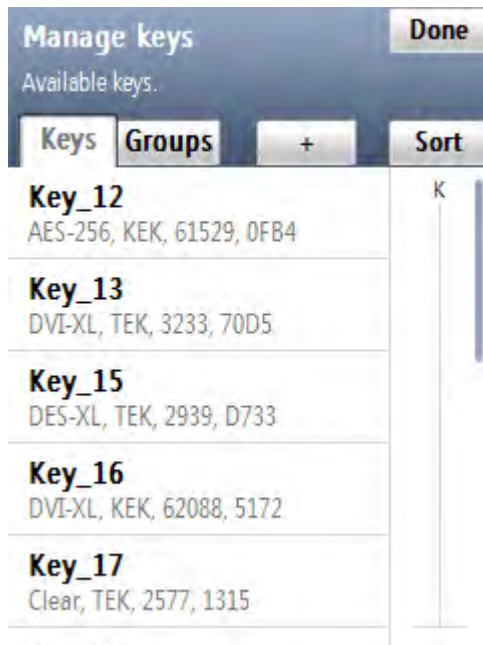 Manage keys
Done
Available keys.
Keys
Groups
+
Sort
K
Key_12
AES-256, KEK, 61529, 0FB4
Key_13
DVI-XL, TEK, 3233, 70D5
Key_15
DES-XL, TEK, 2939, D733
Key_16
DVI-XL, KEK, 62088, 5172
Key_17
Clear, TEK, 2577, 1315